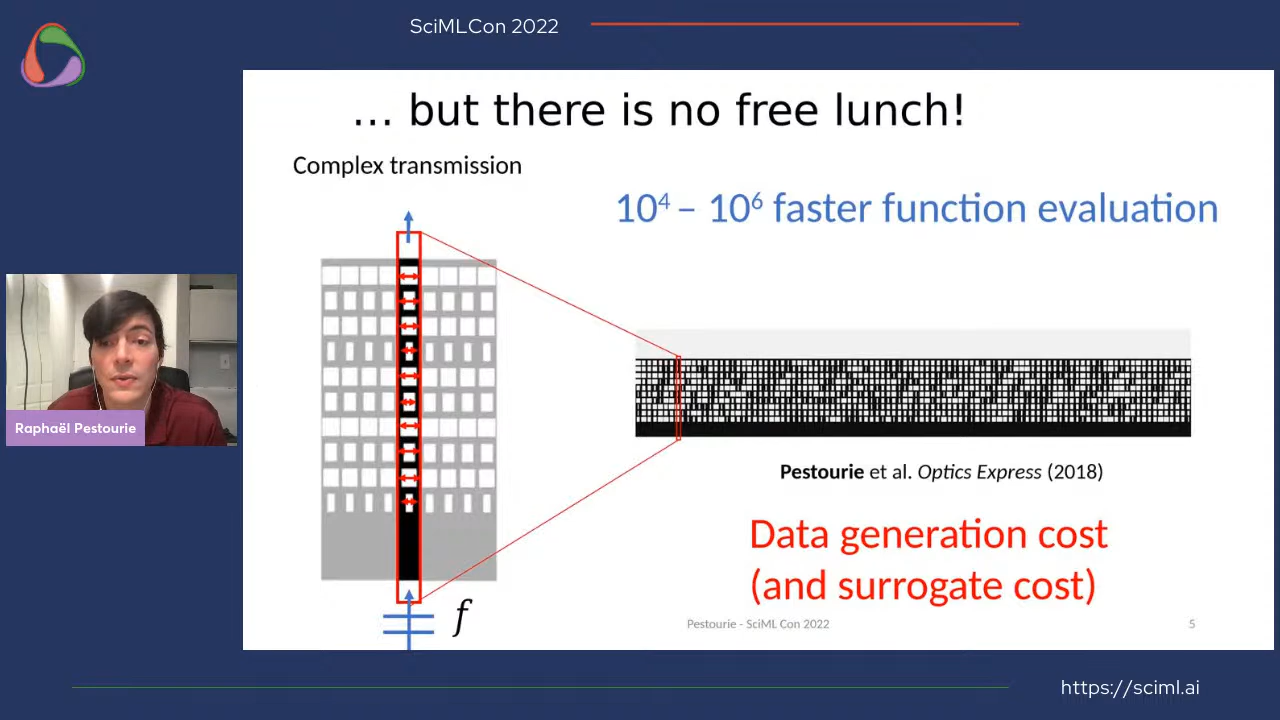 SciMLCon 2022
… but there is no free lunch!
Complex transmission
10⁴ – 10⁶ faster function evaluation
Pestourie et al. Optics Express (2018)
Data generation cost
(and surrogate cost)
f
Pestourie - SciML Con 2022
5
Raphaël Pestourie
https://sciml.ai